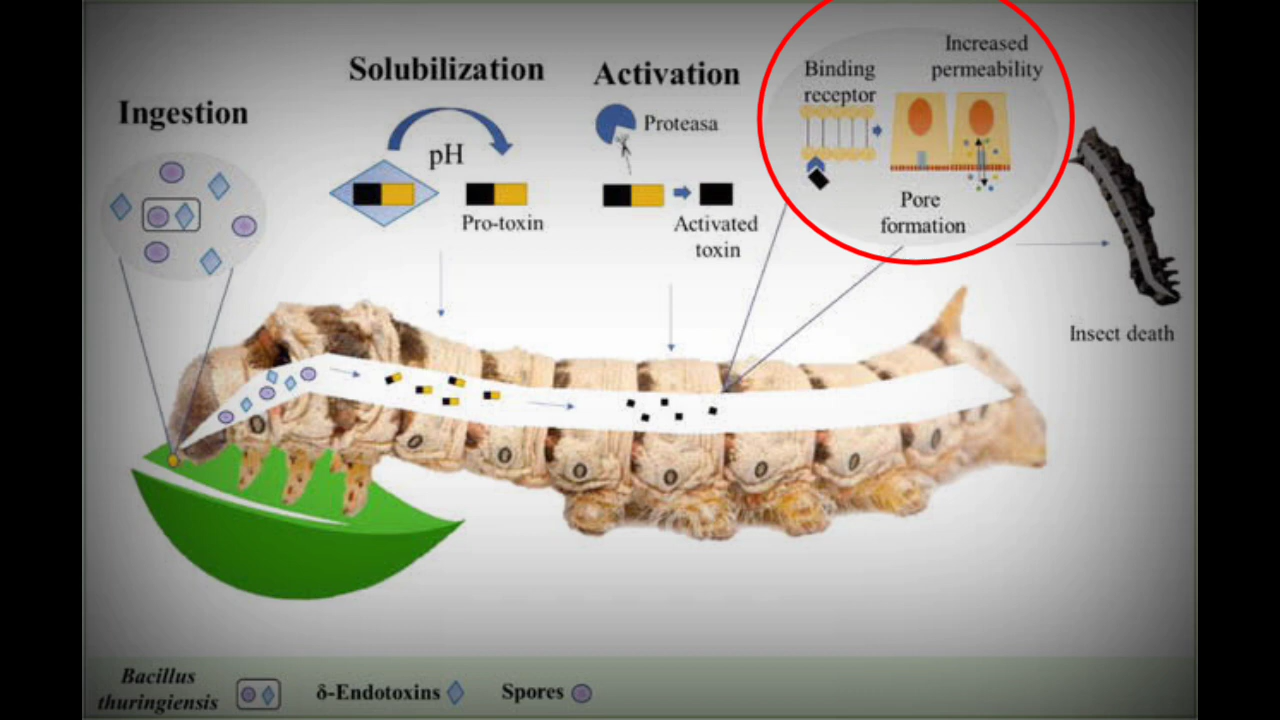 Ingestion
Solubilization
pH
Pro-toxin
Activation
Proteasa
Activated
toxin
Binding
receptor
Increased
permeability
Pore
formation
Insect death
Bacillus
thuringiensis
δ-Endotoxins
Spores